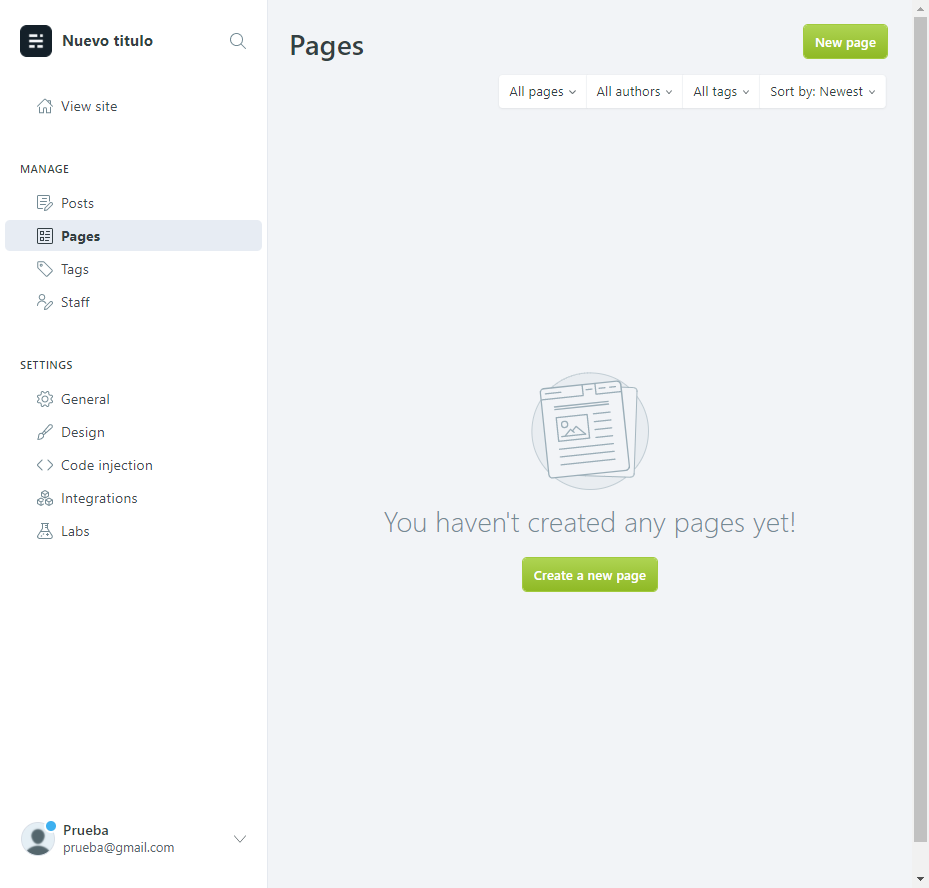 Nuevo titulo
View site
MANAGE
Posts
Pages
Tags
Staff
SETTINGS
General
Design
Code injection
Integrations
Labs
Prueba
prueba@gmail.com
Pages
New page
All pages All authors All tags Sort by: Newest
You haven't created any pages yet!
Create a new page